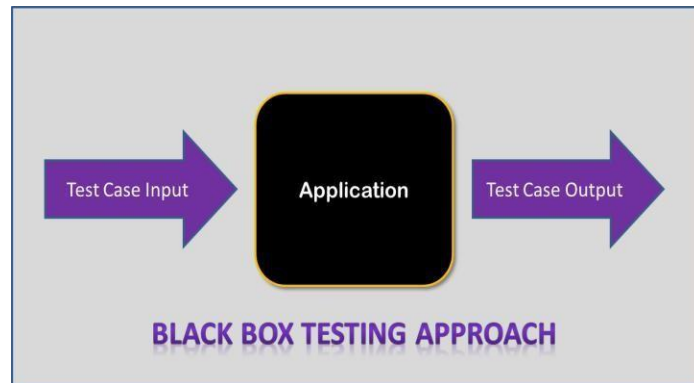 Test Case Input
Application
Test Case Output
BLACK BOX TESTING APPROACH